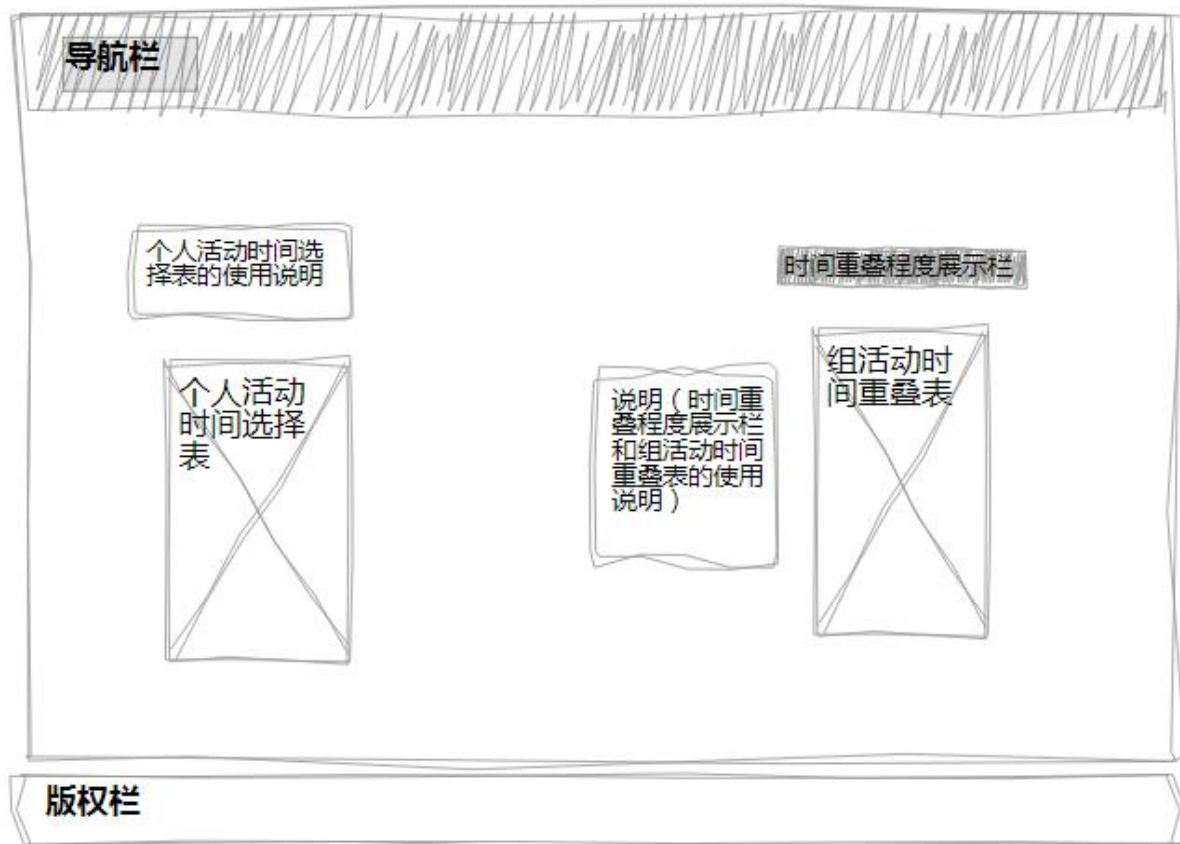 导航栏
个人活动时间选
择表的使用说明
时间重叠程度展示栏
个人活动
时间选择
表
说明（时间重
叠程度展示栏
和组活动时间
重叠表的使用
说明）
组活动时
间重叠表
版权栏